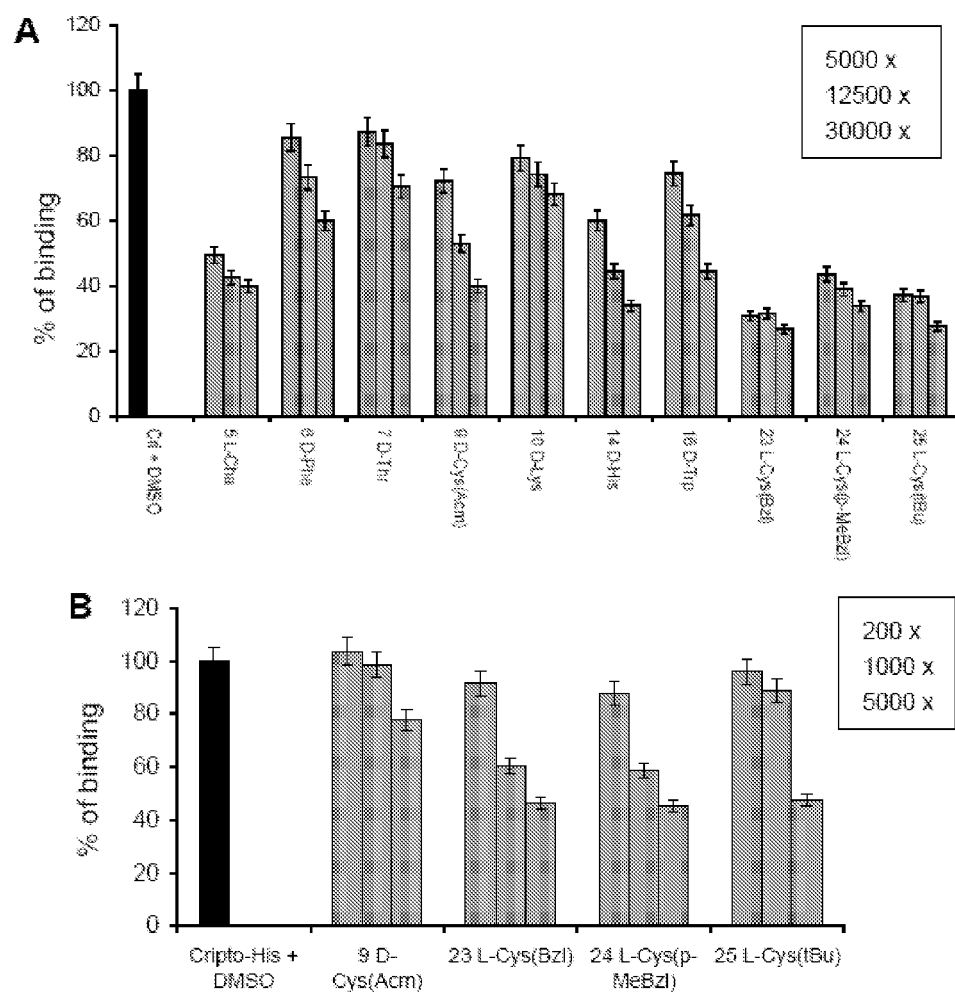 A
120
100
80
60
40
20
0
% of binding
5000 x
12500 x
30000 x
Cri + DMSO
5 L-Cha
6 D-Phe
7 D-Thr
9 D-Cys(Acm)
10 D-Lys
14 D-His
16 D-Trp
23 L-Cys(Bzl)
24 L-Cys(p-MeBzl)
25 L-Cys(tBu)
B
120
100
80
60
40
20
0
% of binding
200 x
1000 x
5000 x
Cripto-His +
DMSO
9 D-
Cys(Acm)
23 L-Cys(Bzl)
24 L-Cys(p-
MeBzl)
25 L-Cys(tBu)